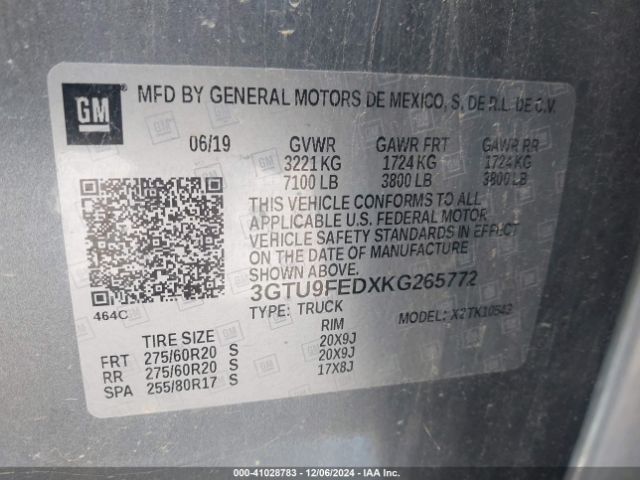 GM
MFD BY GENERAL MOTORS DE MEXICO, S, DE R.L. DE C.V.
06/19 GVWR GAWR FRT GAWR RR
3221 KG 1724 KG 1724 KG
7100 LB 3800 LB 3800 LB
THIS VEHICLE CONFORMS TO ALL
APPLICABLE U.S. FEDERAL MOTOR
VEHICLE SAFETY STANDARDS IN EFFECT
ON THE DATE OF MANUFACTURE
SHOWN ABOVE.
3GTU9FEDXKG265772
464C TYPE: TRUCK MODEL: X2TK10543
TIRE SIZE RIM
FRT 275/60R20 S 20X9J
RR 275/60R20 S 20X9J
SPA 255/80R17 S 17X8J
000-41028783 - 12/06/2024 - IAA Inc.